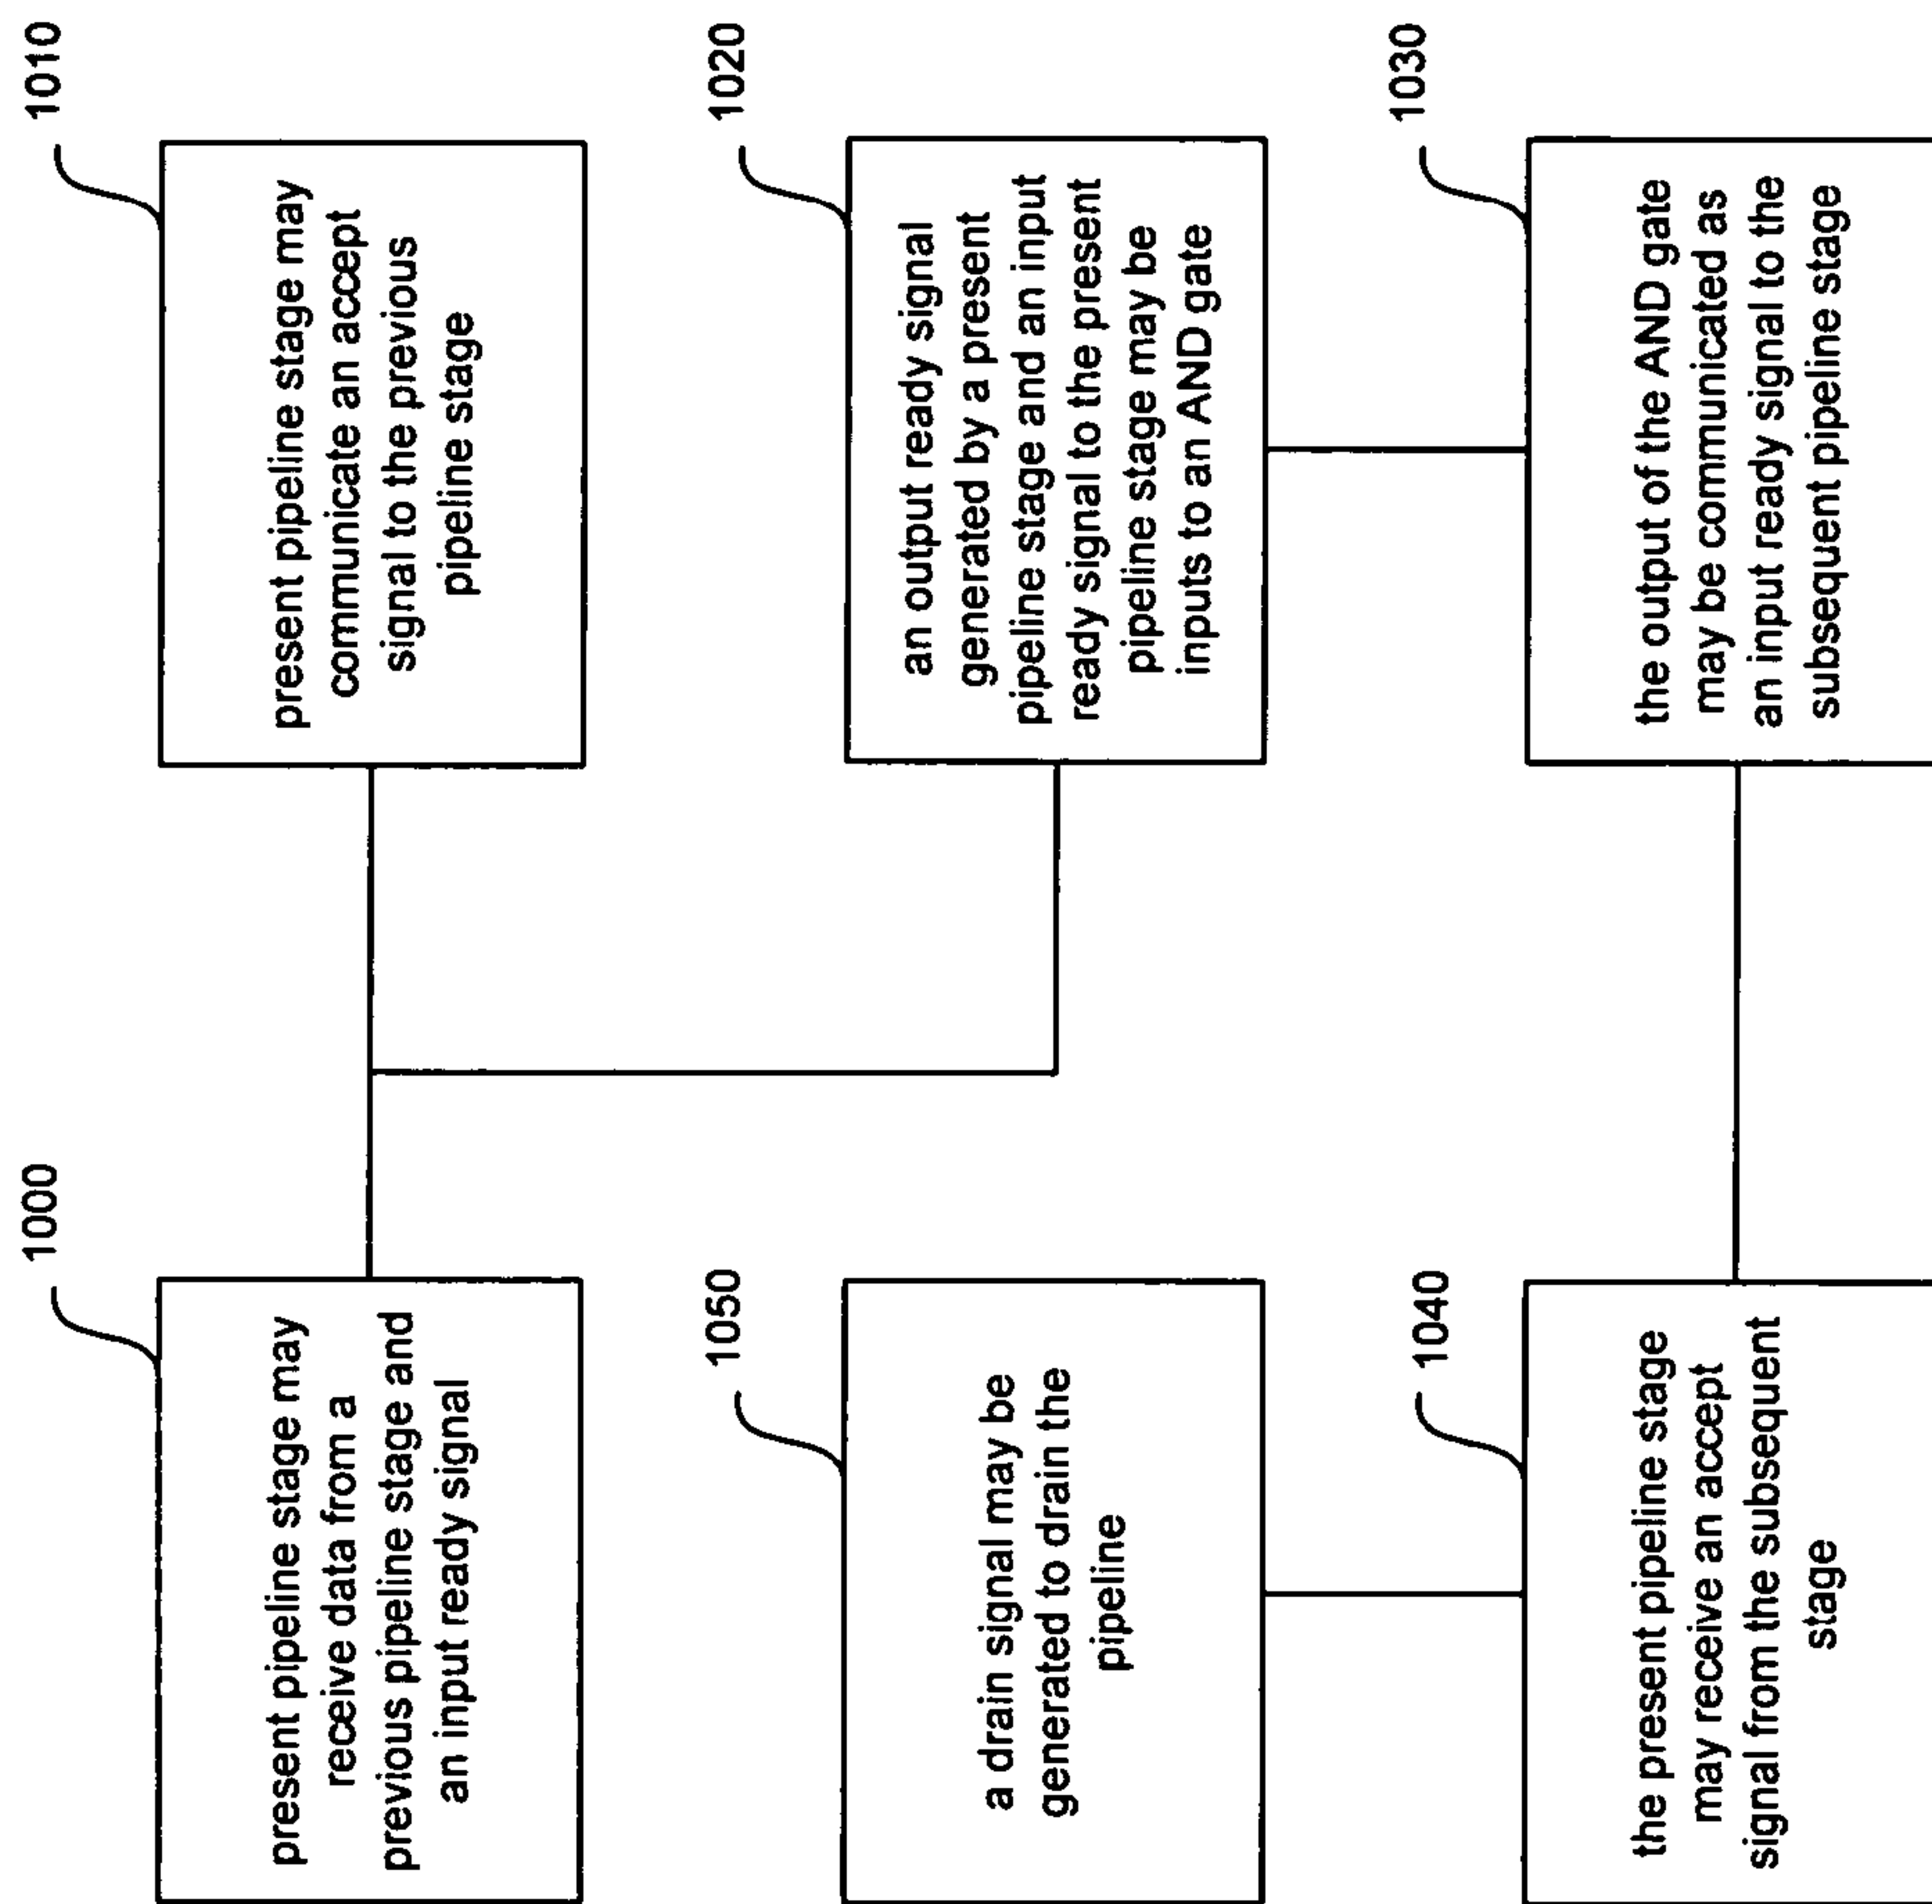 1000
present pipeline stage may
receive data from a
previous pipeline stage and
an input ready signal
1010
present pipeline stage may
communicate an accept
signal to the previous
pipeline stage
1020
an output ready signal
generated by a present
pipeline stage and an input
ready signal to the present
pipeline stage may be
inputs to an AND gate
1030
the output of the AND gate
may be communicated as
an input ready signal to the
subsequent pipeline stage
1040
the present pipeline stage
may receive an accept
signal from the subsequent
stage
1050
a drain signal may be
generated to drain the
pipeline